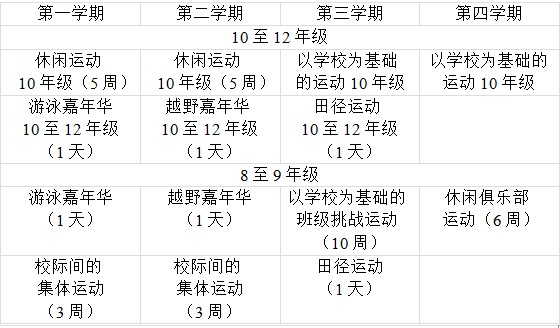 第一学期 第二学期 第三学期 第四学期
10 至 12 年级
休闲运动 休闲运动 以学校为基础 以学校为基础的
10 年级（5 周） 10 年级（5 周） 的运动 10 年级 运动 10 年级
游泳嘉年华 越野嘉年华 田径运动
10 至 12 年级 10 至 12 年级 10 至 12 年级
（1 天） （1 天） （1 天）
8 至 9 年级
游泳嘉年华 越野嘉年华 以学校为基础的 休闲俱乐部
（1 天） （1 天） 班级挑战运动 运动（6 周）
（10 周）
校际间的 校际间的 田径运动
集体运动 集体运动 （1 天）
（3 周） （3 周）